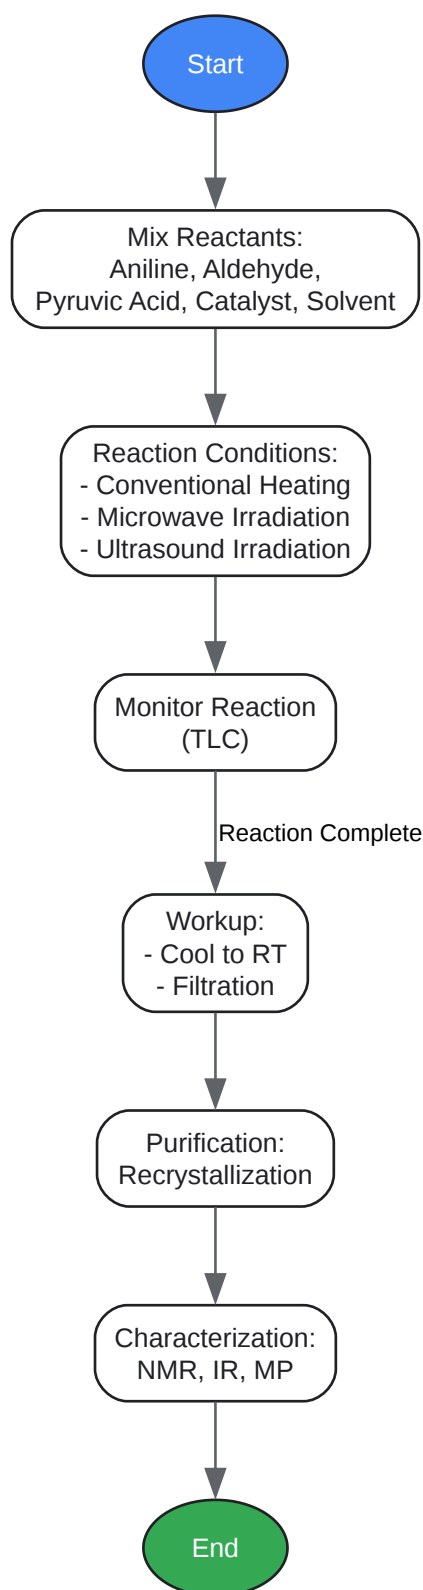 Start
Mix Reactants:
Aniline, Aldehyde,
Pyruvic Acid, Catalyst, Solvent
Reaction Conditions:
- Conventional Heating
- Microwave Irradiation
- Ultrasound Irradiation
Monitor Reaction
(TLC)
Reaction Complete
Workup:
- Cool to RT
- Filtration
Purification:
Recrystallization
Characterization:
NMR, IR, MP
End